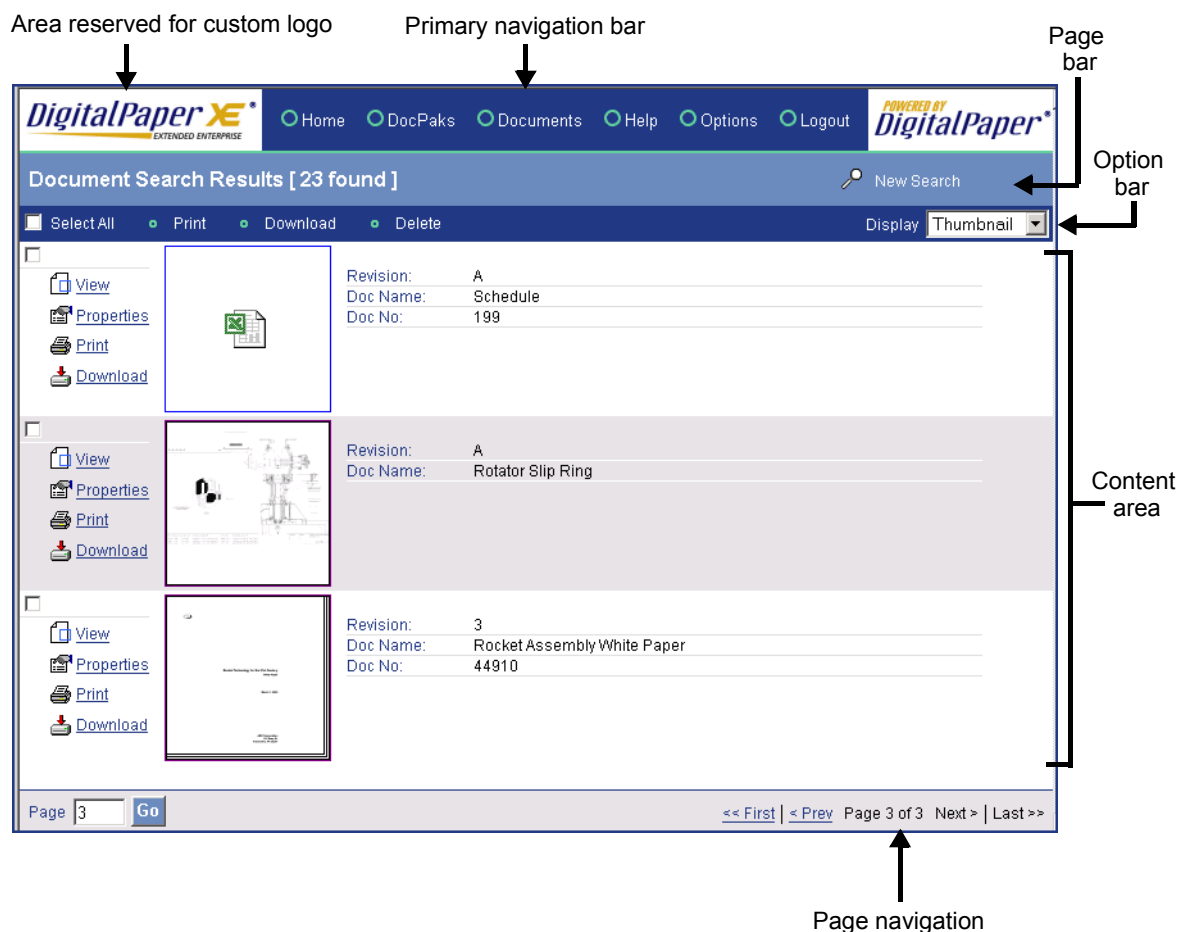 Area reserved for custom logo
Primary navigation bar
Page
bar
DigitalPaper XE
EXTENDED ENTERPRISE
Home DocPaks Documents Help Options Logout
POWERED BY
DigitalPaper
Document Search Results [ 23 found ]
New Search
Option
bar
Select All Print Download Delete
Display Thumbnail
View
Properties
Print
Download
Revision: A
Doc Name: Schedule
Doc No: 199
View
Properties
Print
Download
Revision: A
Doc Name: Rotator Slip Ring
Content
area
View
Properties
Print
Download
Revision: 3
Doc Name: Rocket Assembly White Paper
Doc No: 44910
Page 3 Go
<< First | < Prev Page 3 of 3 Next > | Last >>
Page navigation